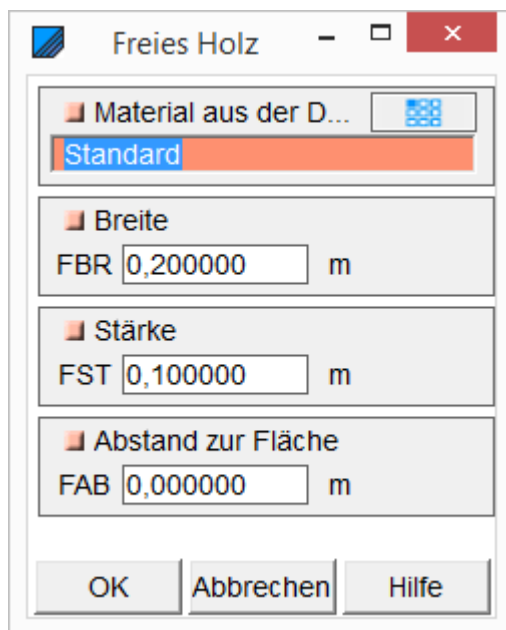 Freies Holz
Material aus der D...
Standard
Breite
FBR 0,200000 m
Stärke
FST 0,100000 m
Abstand zur Fläche
FAB 0,000000 m
OK Abbrechen Hilfe